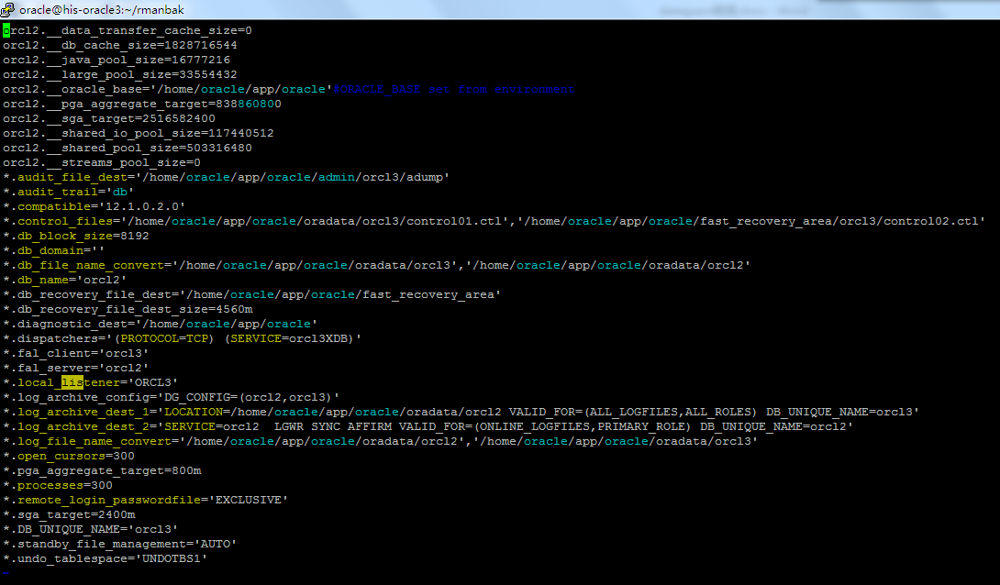 oracle@his-oracle3:~/rmanbak
orcl2.__data_transfer_cache_size=0
orcl2.__db_cache_size=1828716544
orcl2.__java_pool_size=16777216
orcl2.__large_pool_size=33554432
orcl2.__oracle_base='/home/oracle/app/oracle'#ORACLE_BASE set from environment
orcl2.__pga_aggregate_target=838860800
orcl2.__sga_target=2516582400
orcl2.__shared_io_pool_size=117440512
orcl2.__shared_pool_size=503316480
orcl2.__streams_pool_size=0
*.audit_file_dest='/home/oracle/app/oracle/admin/orcl3/adump'
*.audit_trail='db'
*.compatible='12.1.0.2.0'
*.control_files='/home/oracle/app/oracle/oradata/orcl3/control01.ctl','/home/oracle/app/oracle/fast_recovery_area/orcl3/control02.ctl'
*.db_block_size=8192
*.db_domain=''
*.db_file_name_convert='/home/oracle/app/oracle/oradata/orcl3','/home/oracle/app/oracle/oradata/orcl2'
*.db_name='orcl2'
*.db_recovery_file_dest='/home/oracle/app/oracle/fast_recovery_area'
*.db_recovery_file_dest_size=4560m
*.diagnostic_dest='/home/oracle/app/oracle'
*.dispatchers='(PROTOCOL=TCP) (SERVICE=orcl3XDB)'
*.fal_client='orcl3'
*.fal_server='orcl2'
*.local_listener='ORCL3'
*.log_archive_config='DG_CONFIG=(orcl2,orcl3)'
*.log_archive_dest_1='LOCATION=/home/oracle/app/oracle/oradata/orcl2 VALID_FOR=(ALL_LOGFILES,ALL_ROLES) DB_UNIQUE_NAME=orcl3'
*.log_archive_dest_2='SERVICE=orcl2  LGWR SYNC AFFIRM VALID_FOR=(ONLINE_LOGFILES,PRIMARY_ROLE) DB_UNIQUE_NAME=orcl2'
*.log_file_name_convert='/home/oracle/app/oracle/oradata/orcl2','/home/oracle/app/oracle/oradata/orcl3'
*.open_cursors=300
*.pga_aggregate_target=800m
*.processes=300
*.remote_login_passwordfile='EXCLUSIVE'
*.sga_target=2400m
*.DB_UNIQUE_NAME='orcl3'
*.standby_file_management='AUTO'
*.undo_tablespace='UNDOTBS1'
~